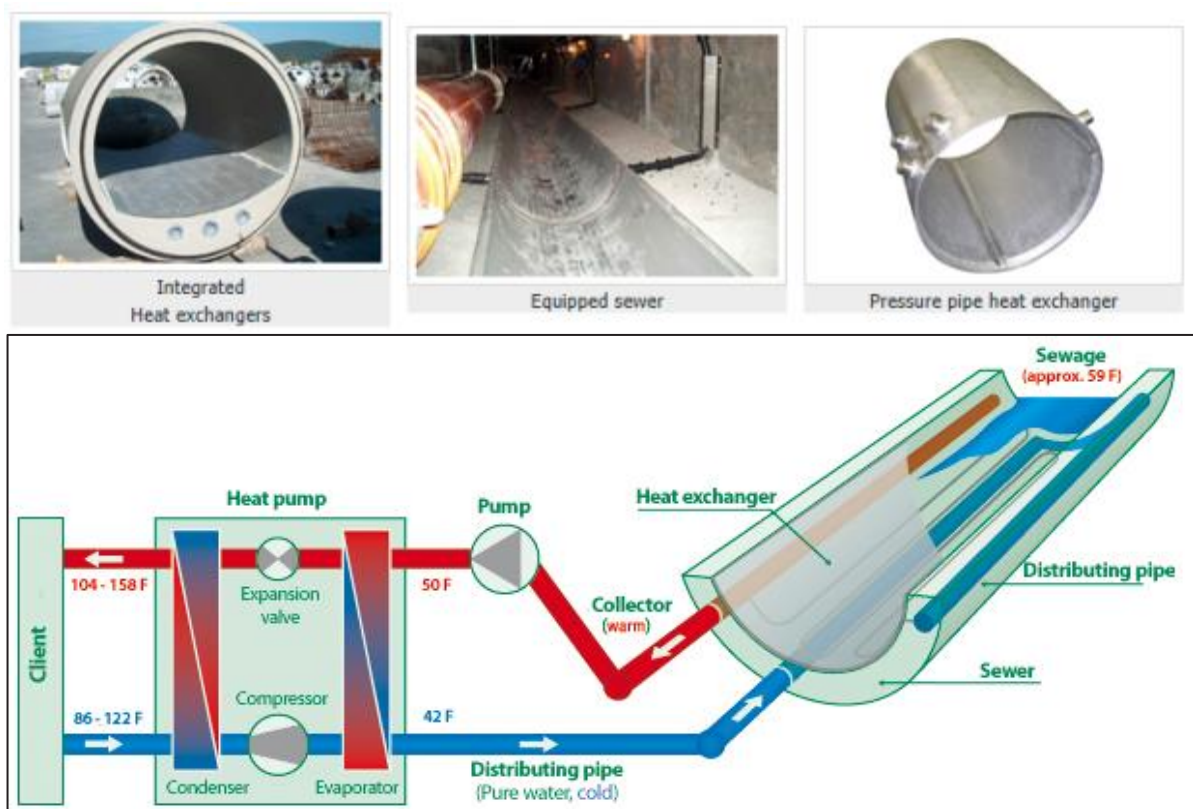 Integrated
Heat exchangers
Equipped sewer
Pressure pipe heat exchanger
Sewage
(approx. 59 F)
Heat pump
Pump
Heat exchanger
104 - 158 F
Expansion
valve
50 F
Collector
(warm)
Distributing pipe
Client
Sewer
86 - 122 F
Compressor
42 F
Condenser
Evaporator
Distributing pipe
(Pure water, cold)